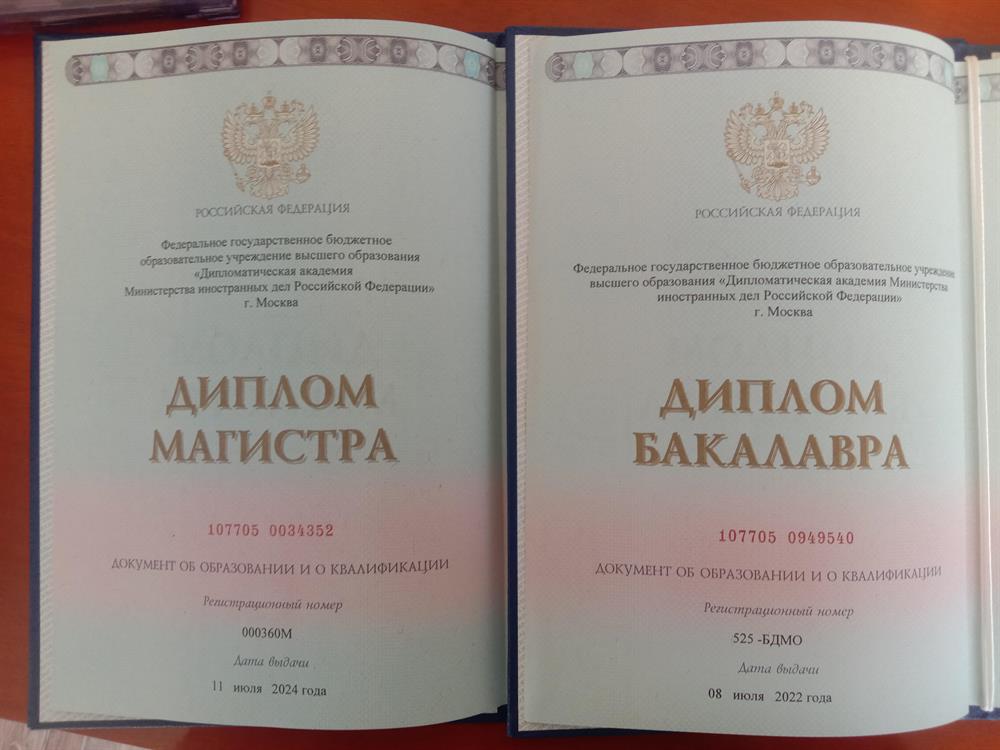 РОССИЙСКАЯ ФЕДЕРАЦИЯ
Федеральное государственное бюджетное
образовательное учреждение высшего образования
«Дипломатическая академия
Министерства иностранных дел Российской Федерации»
г. Москва
ДИПЛОМ
МАГИСТРА
107705 0034352
ДОКУМЕНТ ОБ ОБРАЗОВАНИИ И О КВАЛИФИКАЦИИ
Регистрационный номер
000360М
Дата выдачи
11 июля 2024 года
РОССИЙСКАЯ ФЕДЕРАЦИЯ
Федеральное государственное бюджетное образовательное учреждение
высшего образования «Дипломатическая академия Министерства
иностранных дел Российской Федерации»
г. Москва
ДИПЛОМ
БАКАЛАВРА
107705 0949540
ДОКУМЕНТ ОБ ОБРАЗОВАНИИ И О КВАЛИФИКАЦИИ
Регистрационный номер
525 -БДМО
Дата выдачи
08 июля 2022 года